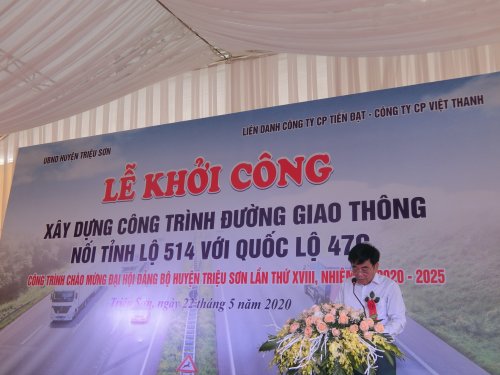 UBND HUYỆN TRIỆU SƠN
LIÊN DANH CÔNG TY CP TIẾN ĐẠT - CÔNG TY CP VIỆT THANH
LỄ KHỞI CÔNG
XÂY DỰNG CÔNG TRÌNH ĐƯỜNG GIAO THÔNG
NỐI TỈNH LỘ 514 VỚI QUỐC LỘ 47C
CÔNG TRÌNH CHÀO MỪNG ĐẠI HỘI ĐẢNG BỘ HUYỆN TRIỆU SƠN LẦN THỨ XVIII, NHIỆM 2020 - 2025
Triệu Sơn, ngày 22 tháng 5 năm 2020